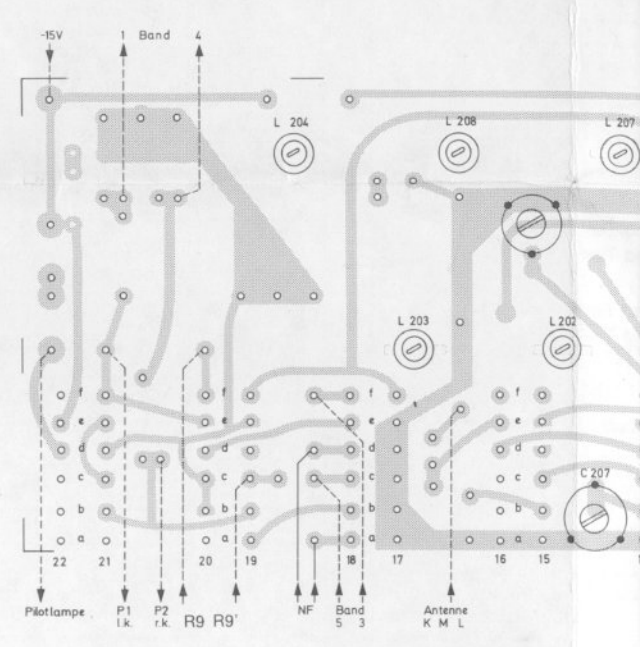 -15V 1 Band 4
L 204 L 208 L 207
L 203 L 202
f f f f
e e e e
d d d d
c c c c C 207
b b b b
a a a a
22 21 20 19 18 17 16 15
Pilotlampe P1 P2 R9 R9' NF Band Antenne
l.k. r.k. 5 3 K M L